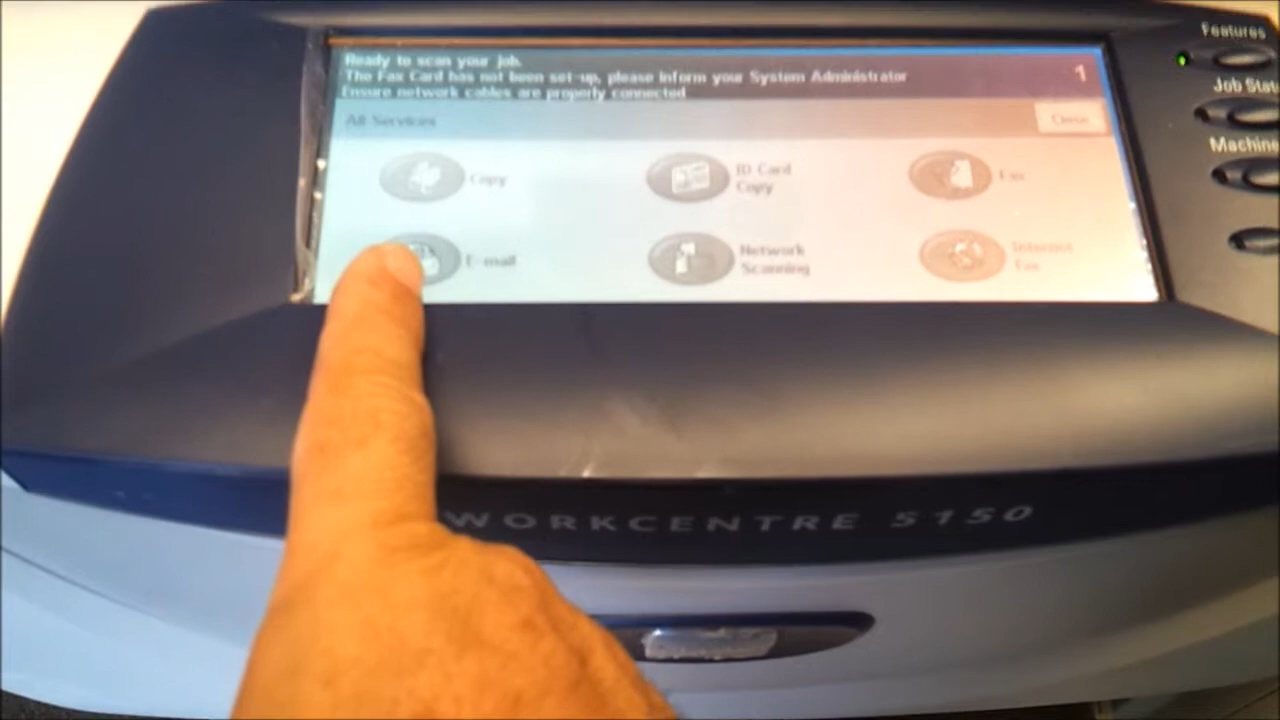 Features
Ready to scan your job.
The Fax Card has not been set-up, please inform your System Administrator
1
Ensure network cables are properly connected
Job Stat
All Services
Close
Machine
Copy
ID Card
Copy
Fax
E-mail
Network
Scanning
Internet
Fax
WORKCENTRE 5150